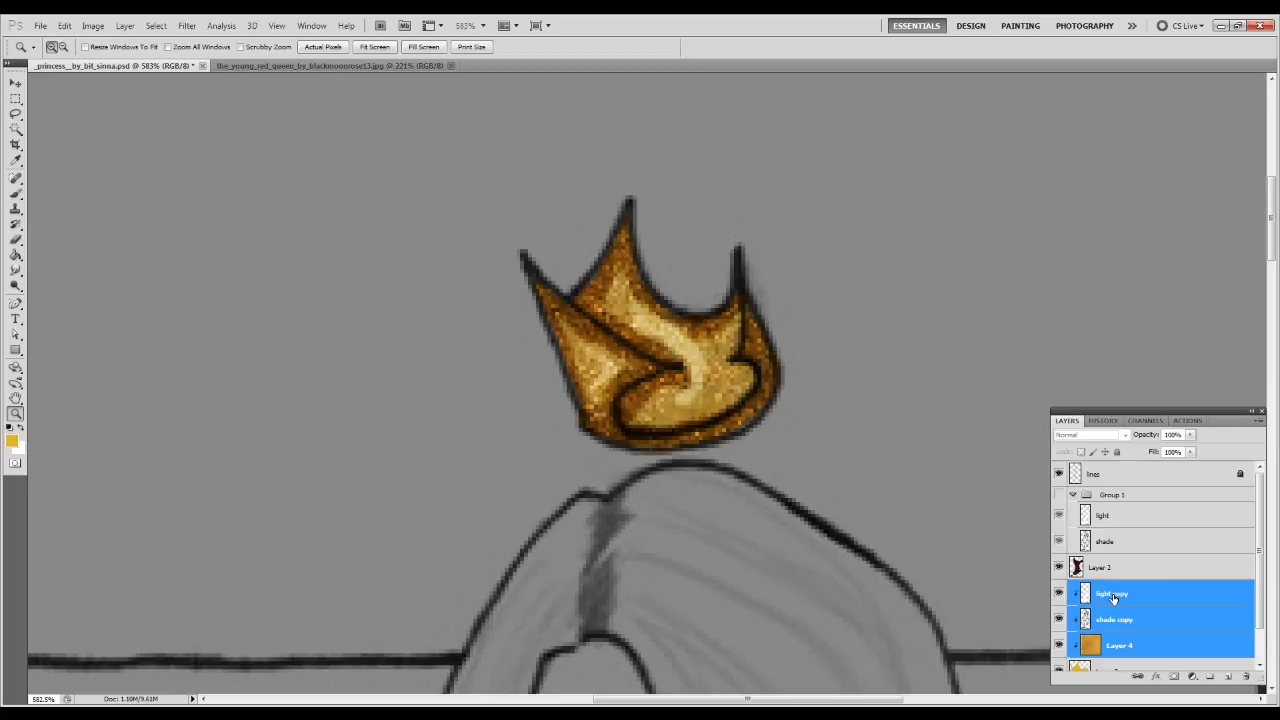 Ps File Edit Image Layer Select Filter Analysis 3D View Window Help Br Mb 583% ESSENTIALS DESIGN PAINTING PHOTOGRAPHY CS Live
Resize Windows To Fit Zoom All Windows Scrubby Zoom Actual Pixels Fit Screen Fill Screen Print Size
_princess__by_bit_sinna.psd @ 583% (RGB/8) * the_young_red_queen_by_blackmoonrose13.jpg @ 221% (RGB/8)
LAYERS HISTORY CHANNELS ACTIONS
Normal Opacity: 100%
Lock: Fill: 100%
lines
Group 1
light
shade
Layer 2
light copy
shade copy
Layer 4
582.5% Doc: 1.10M/9.61M